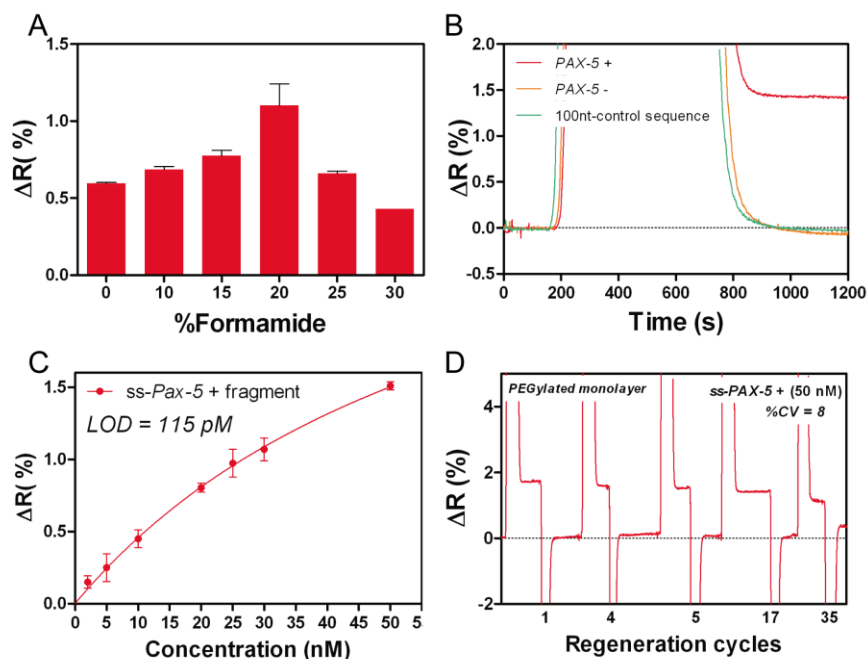 A
ΔR( %)
1.5
1.0
0.5
0.0
0 10 15 20 25 30
%Formamide
B
ΔR (%)
2.0
1.5
1.0
0.5
0.0
-0.5
PAX-5 +
PAX-5 -
100nt-control sequence
0 200 400 600 800 1000 1200
Time (s)
C
ΔR( %)
1.5
1.0
0.5
0.0
ss-Pax-5 + fragment
LOD = 115 pM
0 5 10 15 20 25 30 35 40 45 50 5
Concentration (nM)
D
ΔR (%)
4
2
0
-2
PEGylated monolayer
ss-PAX-5 + (50 nM)
%CV = 8
1 4 5 17 35
Regeneration cycles